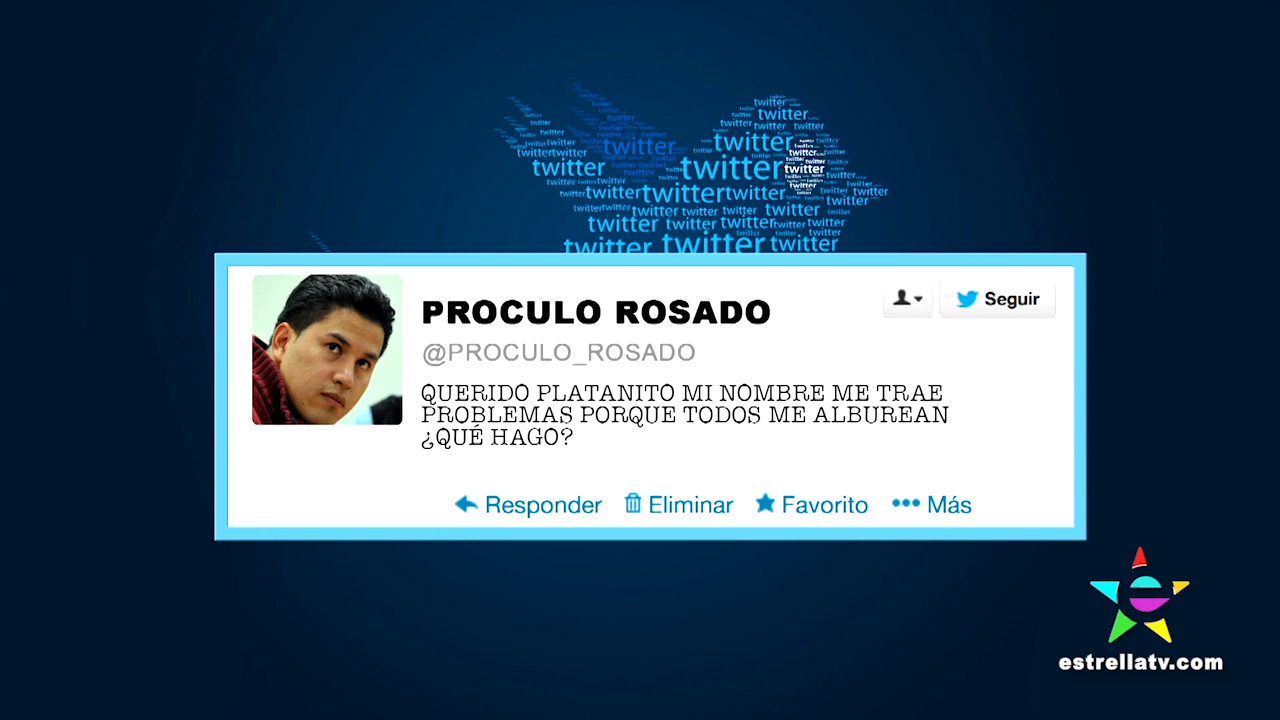 twitter
PROCULO ROSADO
Seguir
@PROCULO_ROSADO
QUERIDO PLATANITO MI NOMBRE ME TRAE
PROBLEMAS PORQUE TODOS ME ALBUREAN
¿QUÉ HAGO?
Responder Eliminar Favorito Más
estrellatv.com